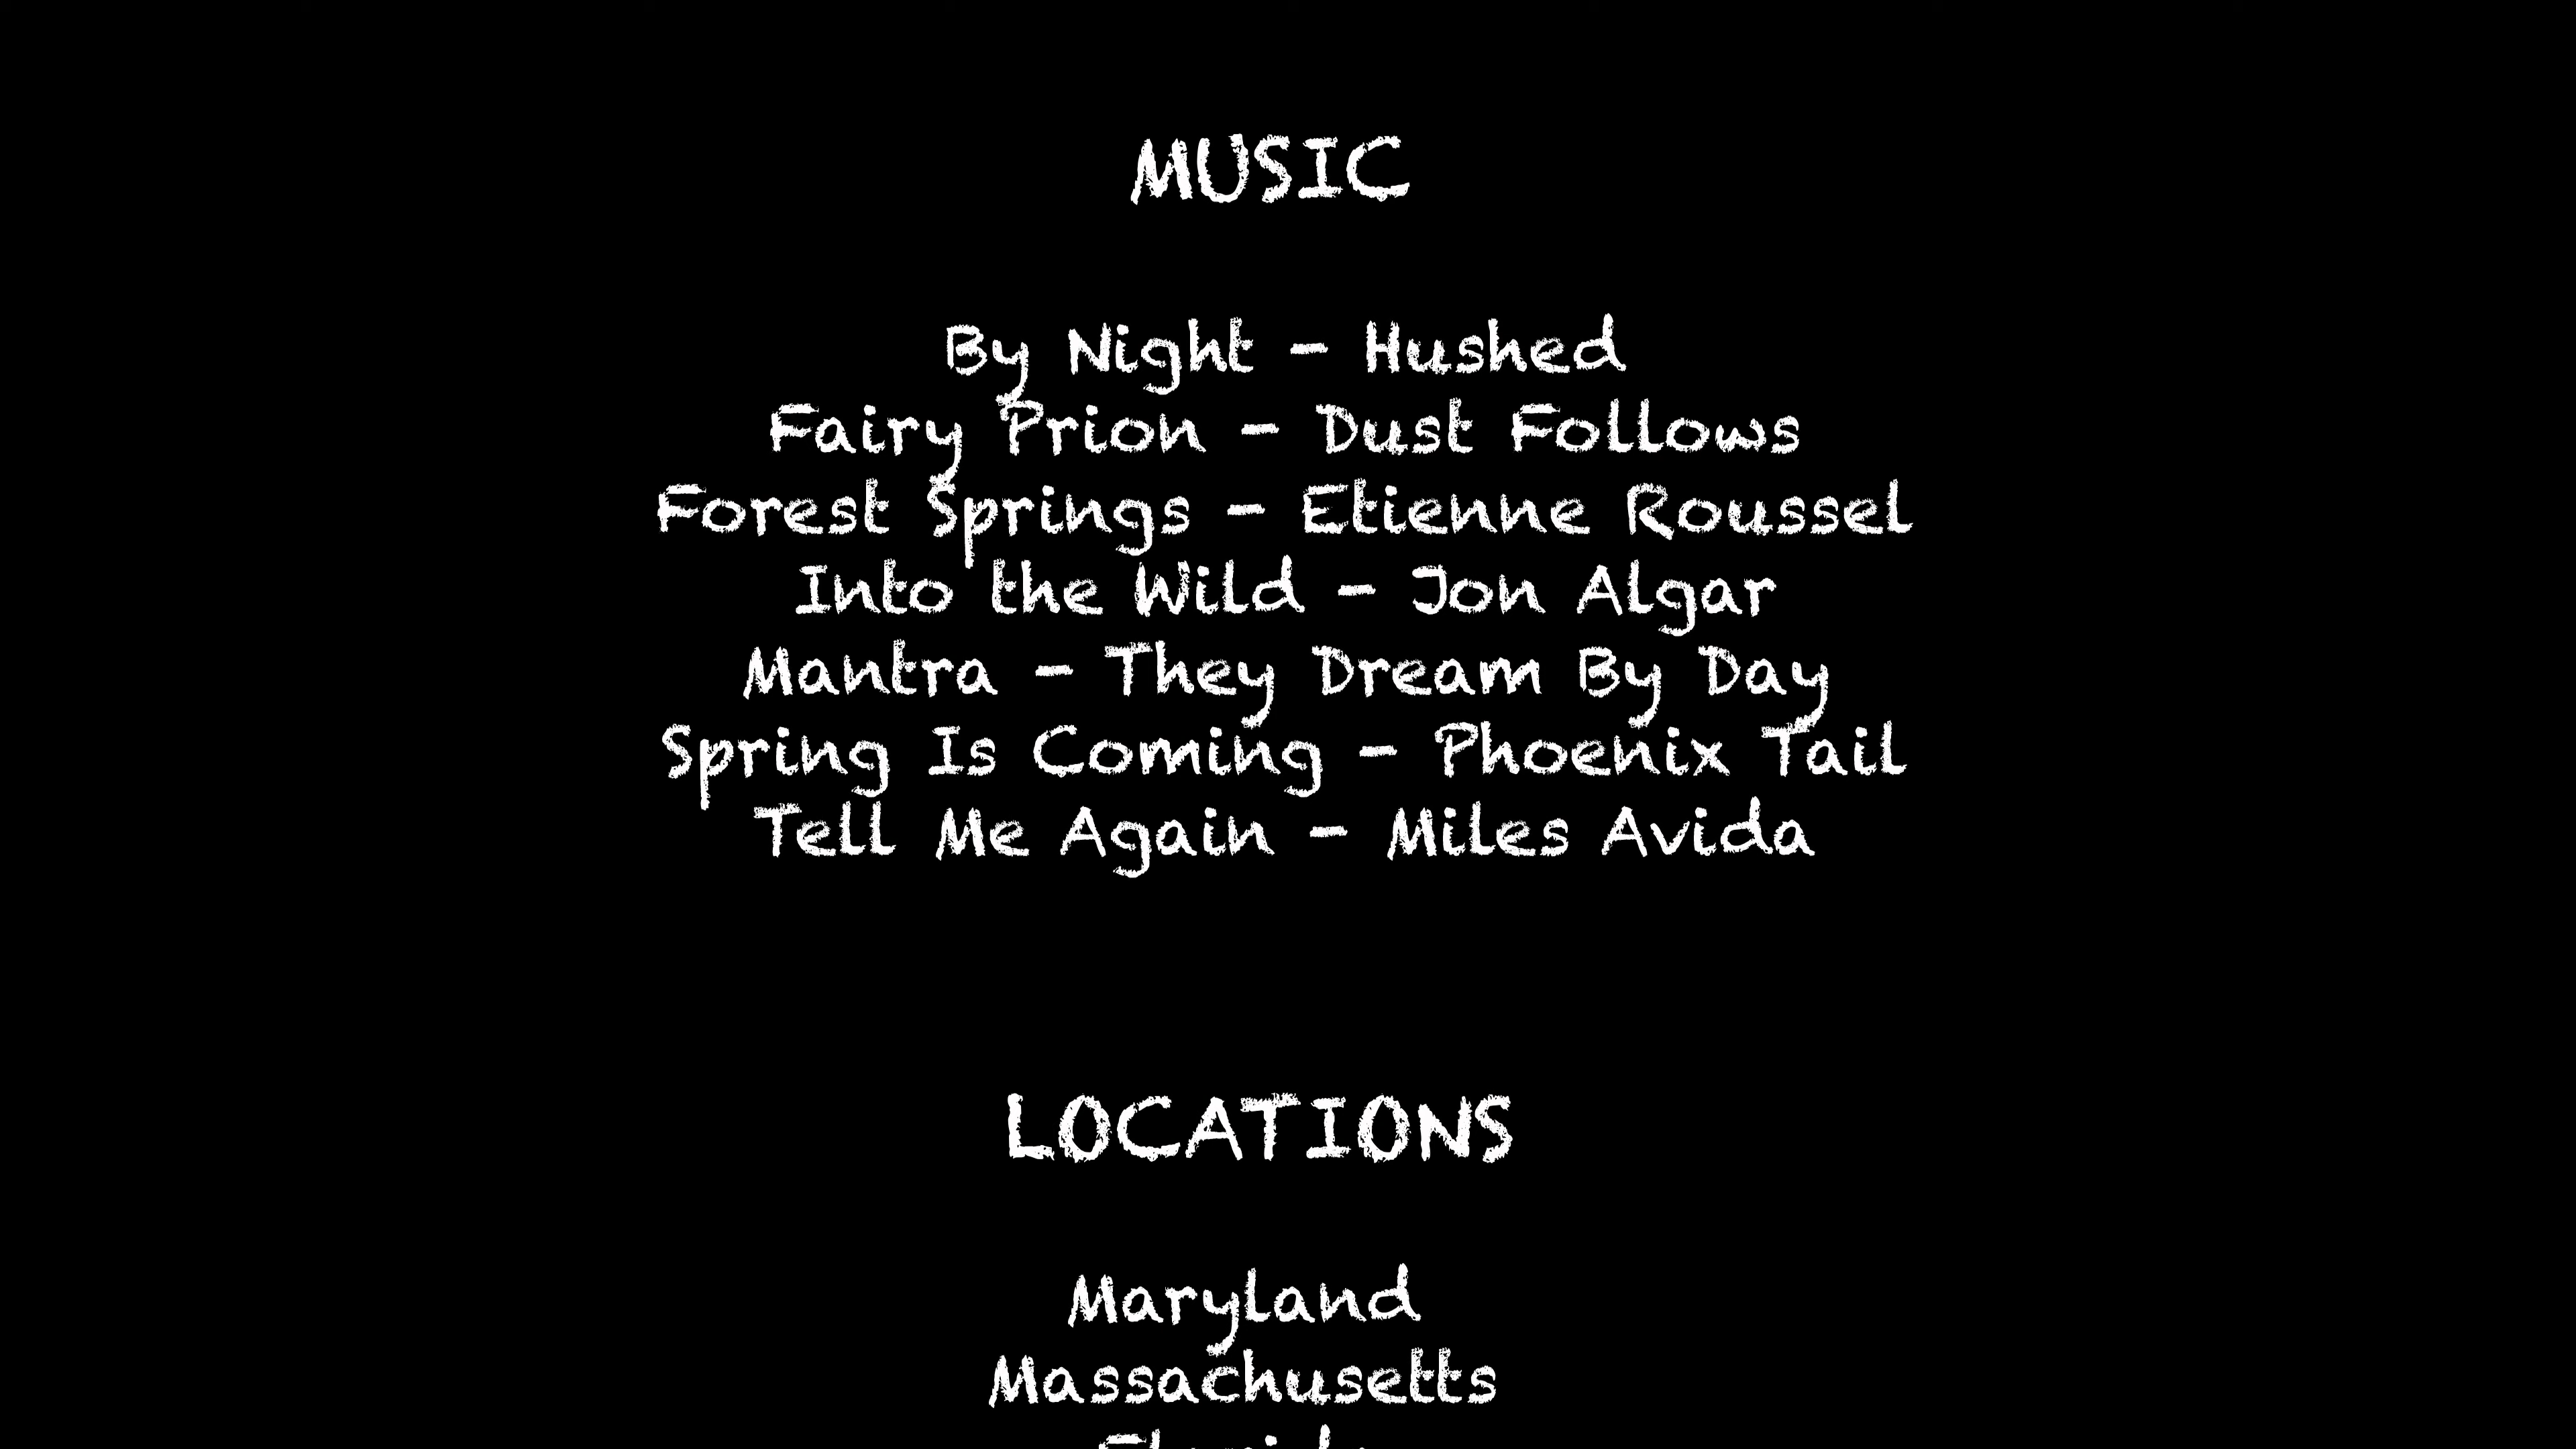 MUSIC
By Night - Hushed
Fairy Prion - Dust Follows
Forest Springs - Etienne Roussel
Into the Wild - Jon Algar
Mantra - They Dream By Day
Spring Is Coming - Phoenix Tail
Tell Me Again - Miles Avida
LOCATIONS
Maryland
Massachusetts
Florida